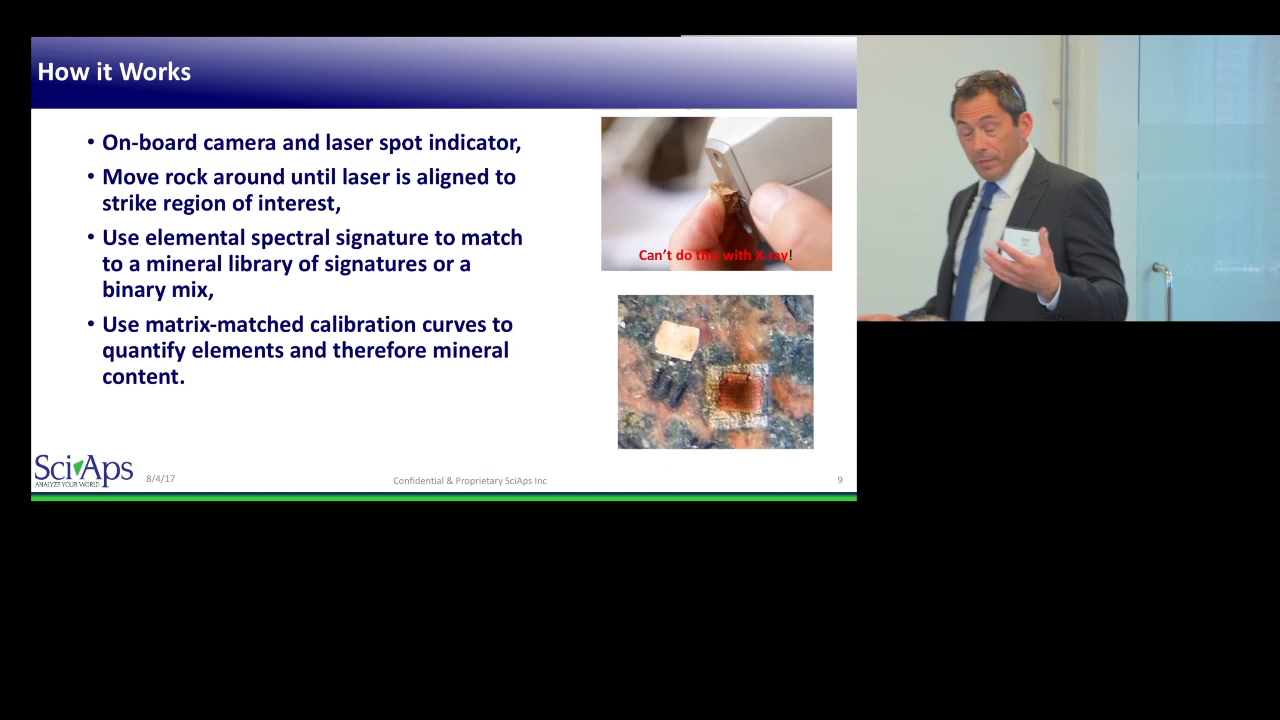 How it Works
• On-board camera and laser spot indicator,
• Move rock around until laser is aligned to
strike region of interest,
• Use elemental spectral signature to match
to a mineral library of signatures or a
binary mix,
• Use matrix-matched calibration curves to
quantify elements and therefore mineral
content.
Can't do this with X-ray!
SciAps
ANALYZE YOUR WORLD
8/4/17
Confidential & Proprietary SciAps Inc
9